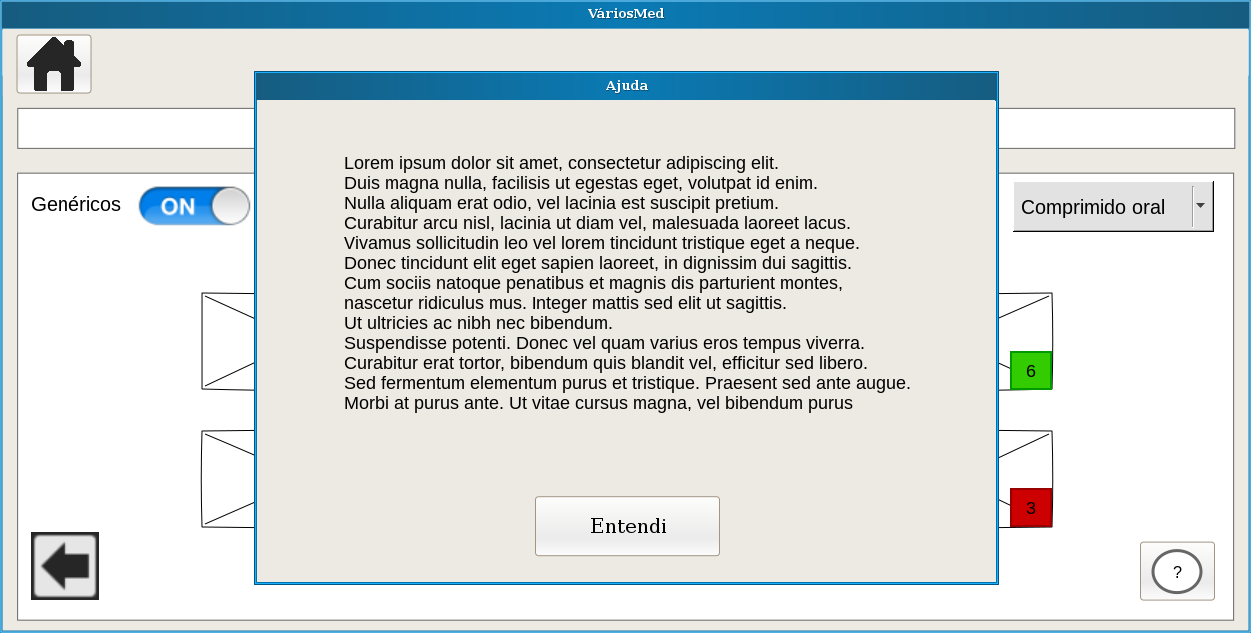 VáriosMed
Ajuda
Genéricos
ON
Comprimido oral
Lorem ipsum dolor sit amet, consectetur adipiscing elit.
Duis magna nulla, facilisis ut egestas eget, volutpat id enim.
Nulla aliquam erat odio, vel lacinia est suscipit pretium.
Curabitur arcu nisl, lacinia ut diam vel, malesuada laoreet lacus.
Vivamus sollicitudin leo vel lorem tincidunt tristique eget a neque.
Donec tincidunt elit eget sapien laoreet, in dignissim dui sagittis.
Cum sociis natoque penatibus et magnis dis parturient montes,
nascetur ridiculus mus. Integer mattis sed elit ut sagittis.
Ut ultricies ac nibh nec bibendum.
Suspendisse potenti. Donec vel quam varius eros tempus viverra.
Curabitur erat tortor, bibendum quis blandit vel, efficitur sed libero.
Sed fermentum elementum purus et tristique. Praesent sed ante augue.
Morbi at purus ante. Ut vitae cursus magna, vel bibendum purus
6
3
Entendi
?